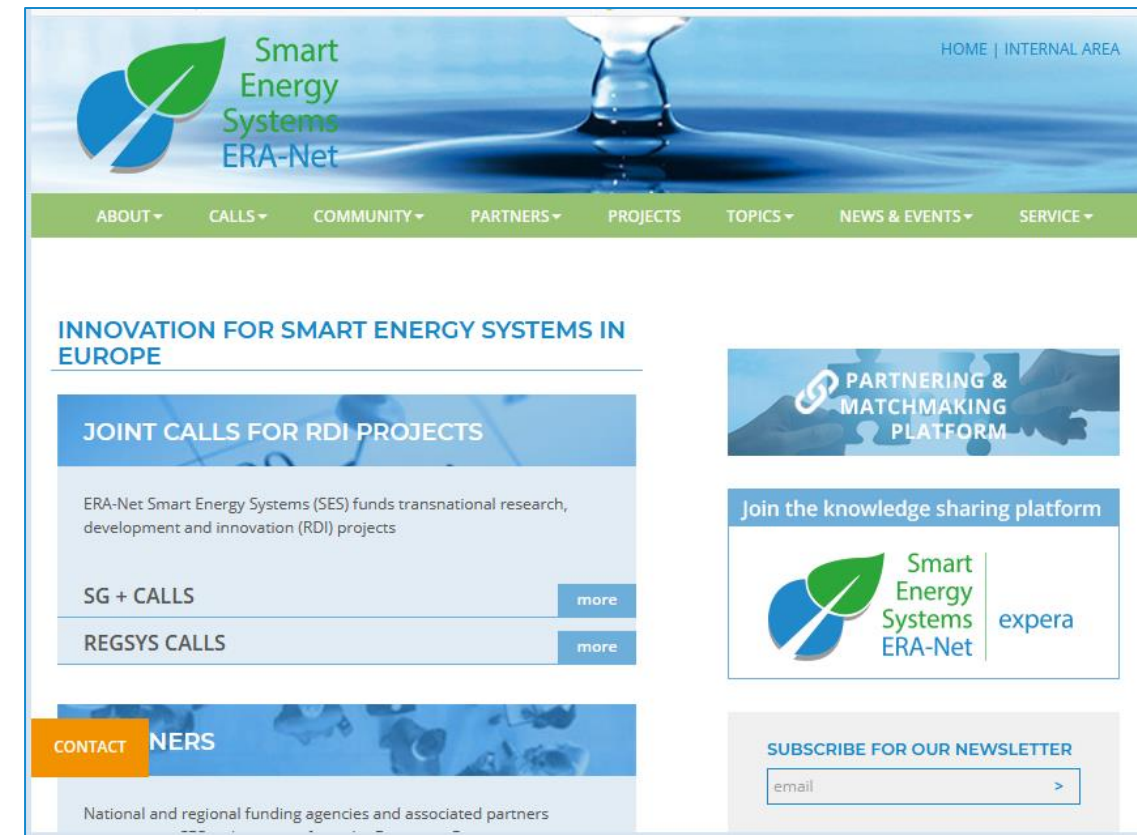 Smart
Energy
Systems
ERA-Net
HOME | INTERNAL AREA
ABOUT CALLS COMMUNITY PARTNERS PROJECTS TOPICS NEWS & EVENTS SERVICE
INNOVATION FOR SMART ENERGY SYSTEMS IN
EUROPE
JOINT CALLS FOR RDI PROJECTS
ERA-Net Smart Energy Systems (SES) funds transnational research,
development and innovation (RDI) projects
SG + CALLS
more
REGSYS CALLS
more
CONTACT
NERS
National and regional funding agencies and associated partners
PARTNERING &
MATCHMAKING
PLATFORM
Join the knowledge sharing platform
Smart
Energy
Systems
ERA-Net
expera
SUBSCRIBE FOR OUR NEWSLETTER
email >